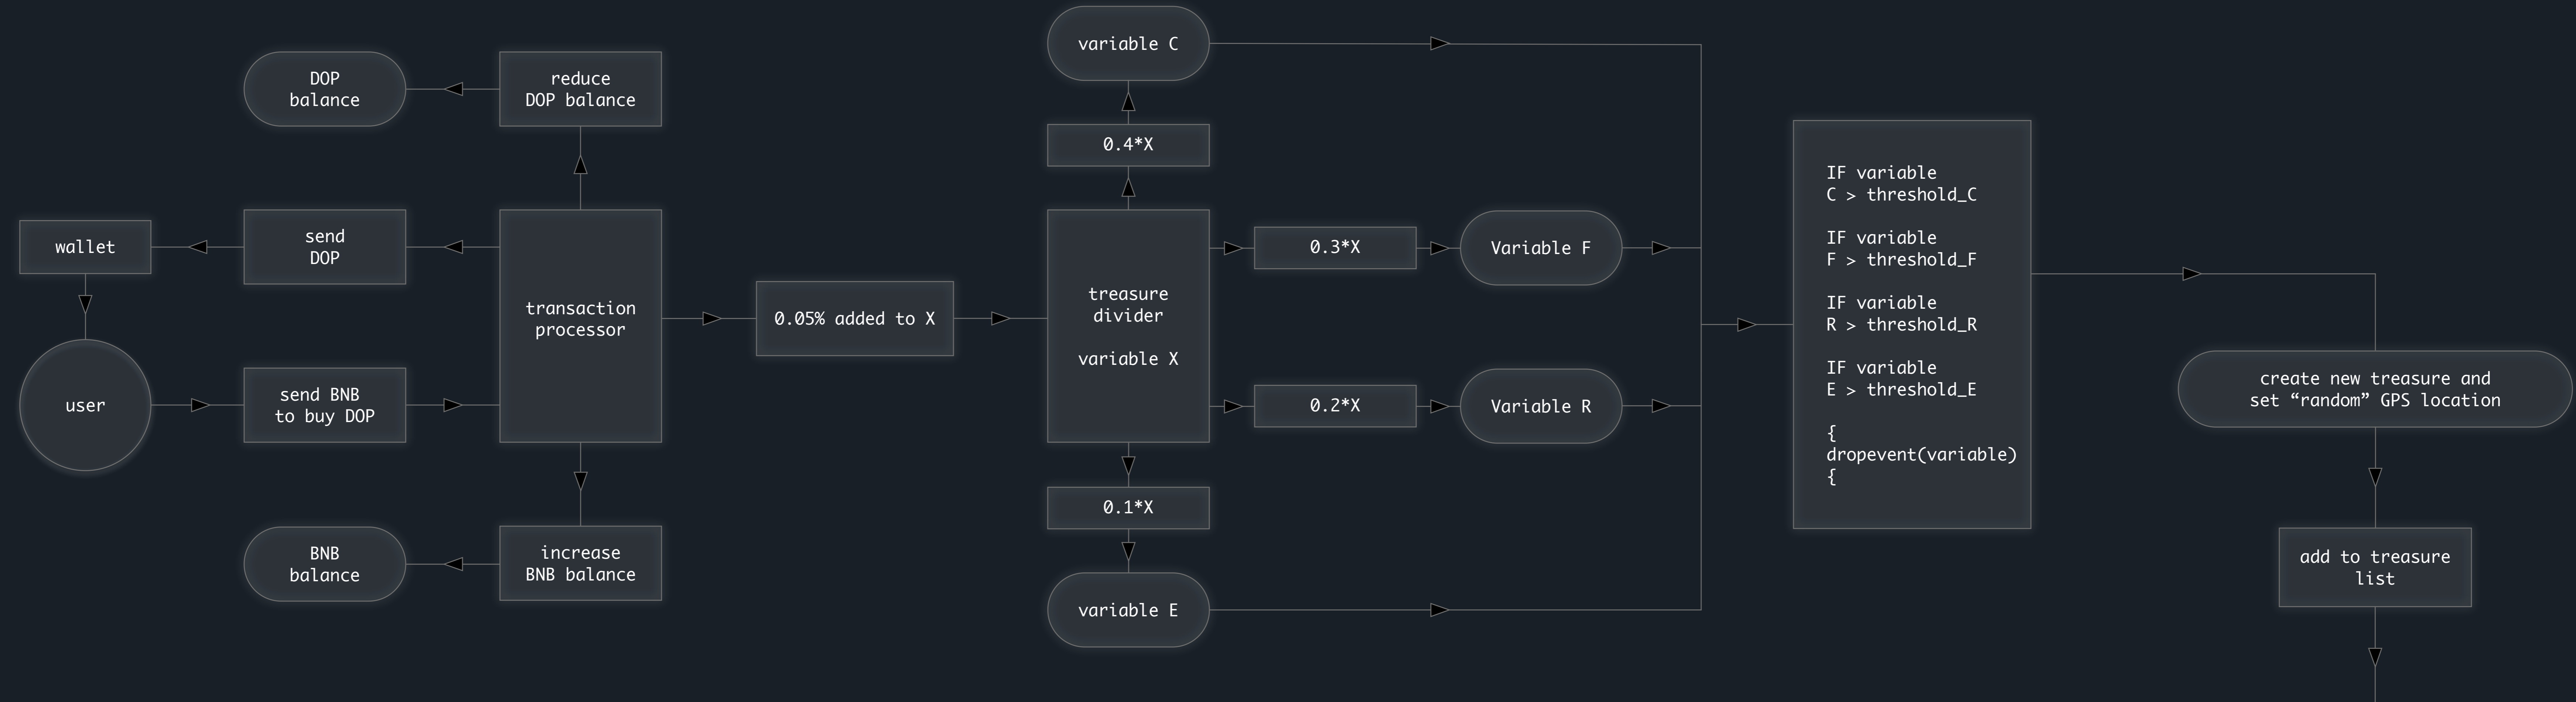 DOP
balance
reduce
DOP balance
wallet
send
DOP
user
send BNB
to buy DOP
transaction
processor
BNB
balance
increase
BNB balance
0.05% added to X
variable C
0.4*X
treasure
divider
variable X
0.3*X
Variable F
0.2*X
Variable R
0.1*X
variable E
IF variable
C > threshold_C
IF variable
F > threshold_F
IF variable
R > threshold_R
IF variable
E > threshold_E
{
dropevent(variable)
{
create new treasure and
set “random” GPS location
add to treasure
list